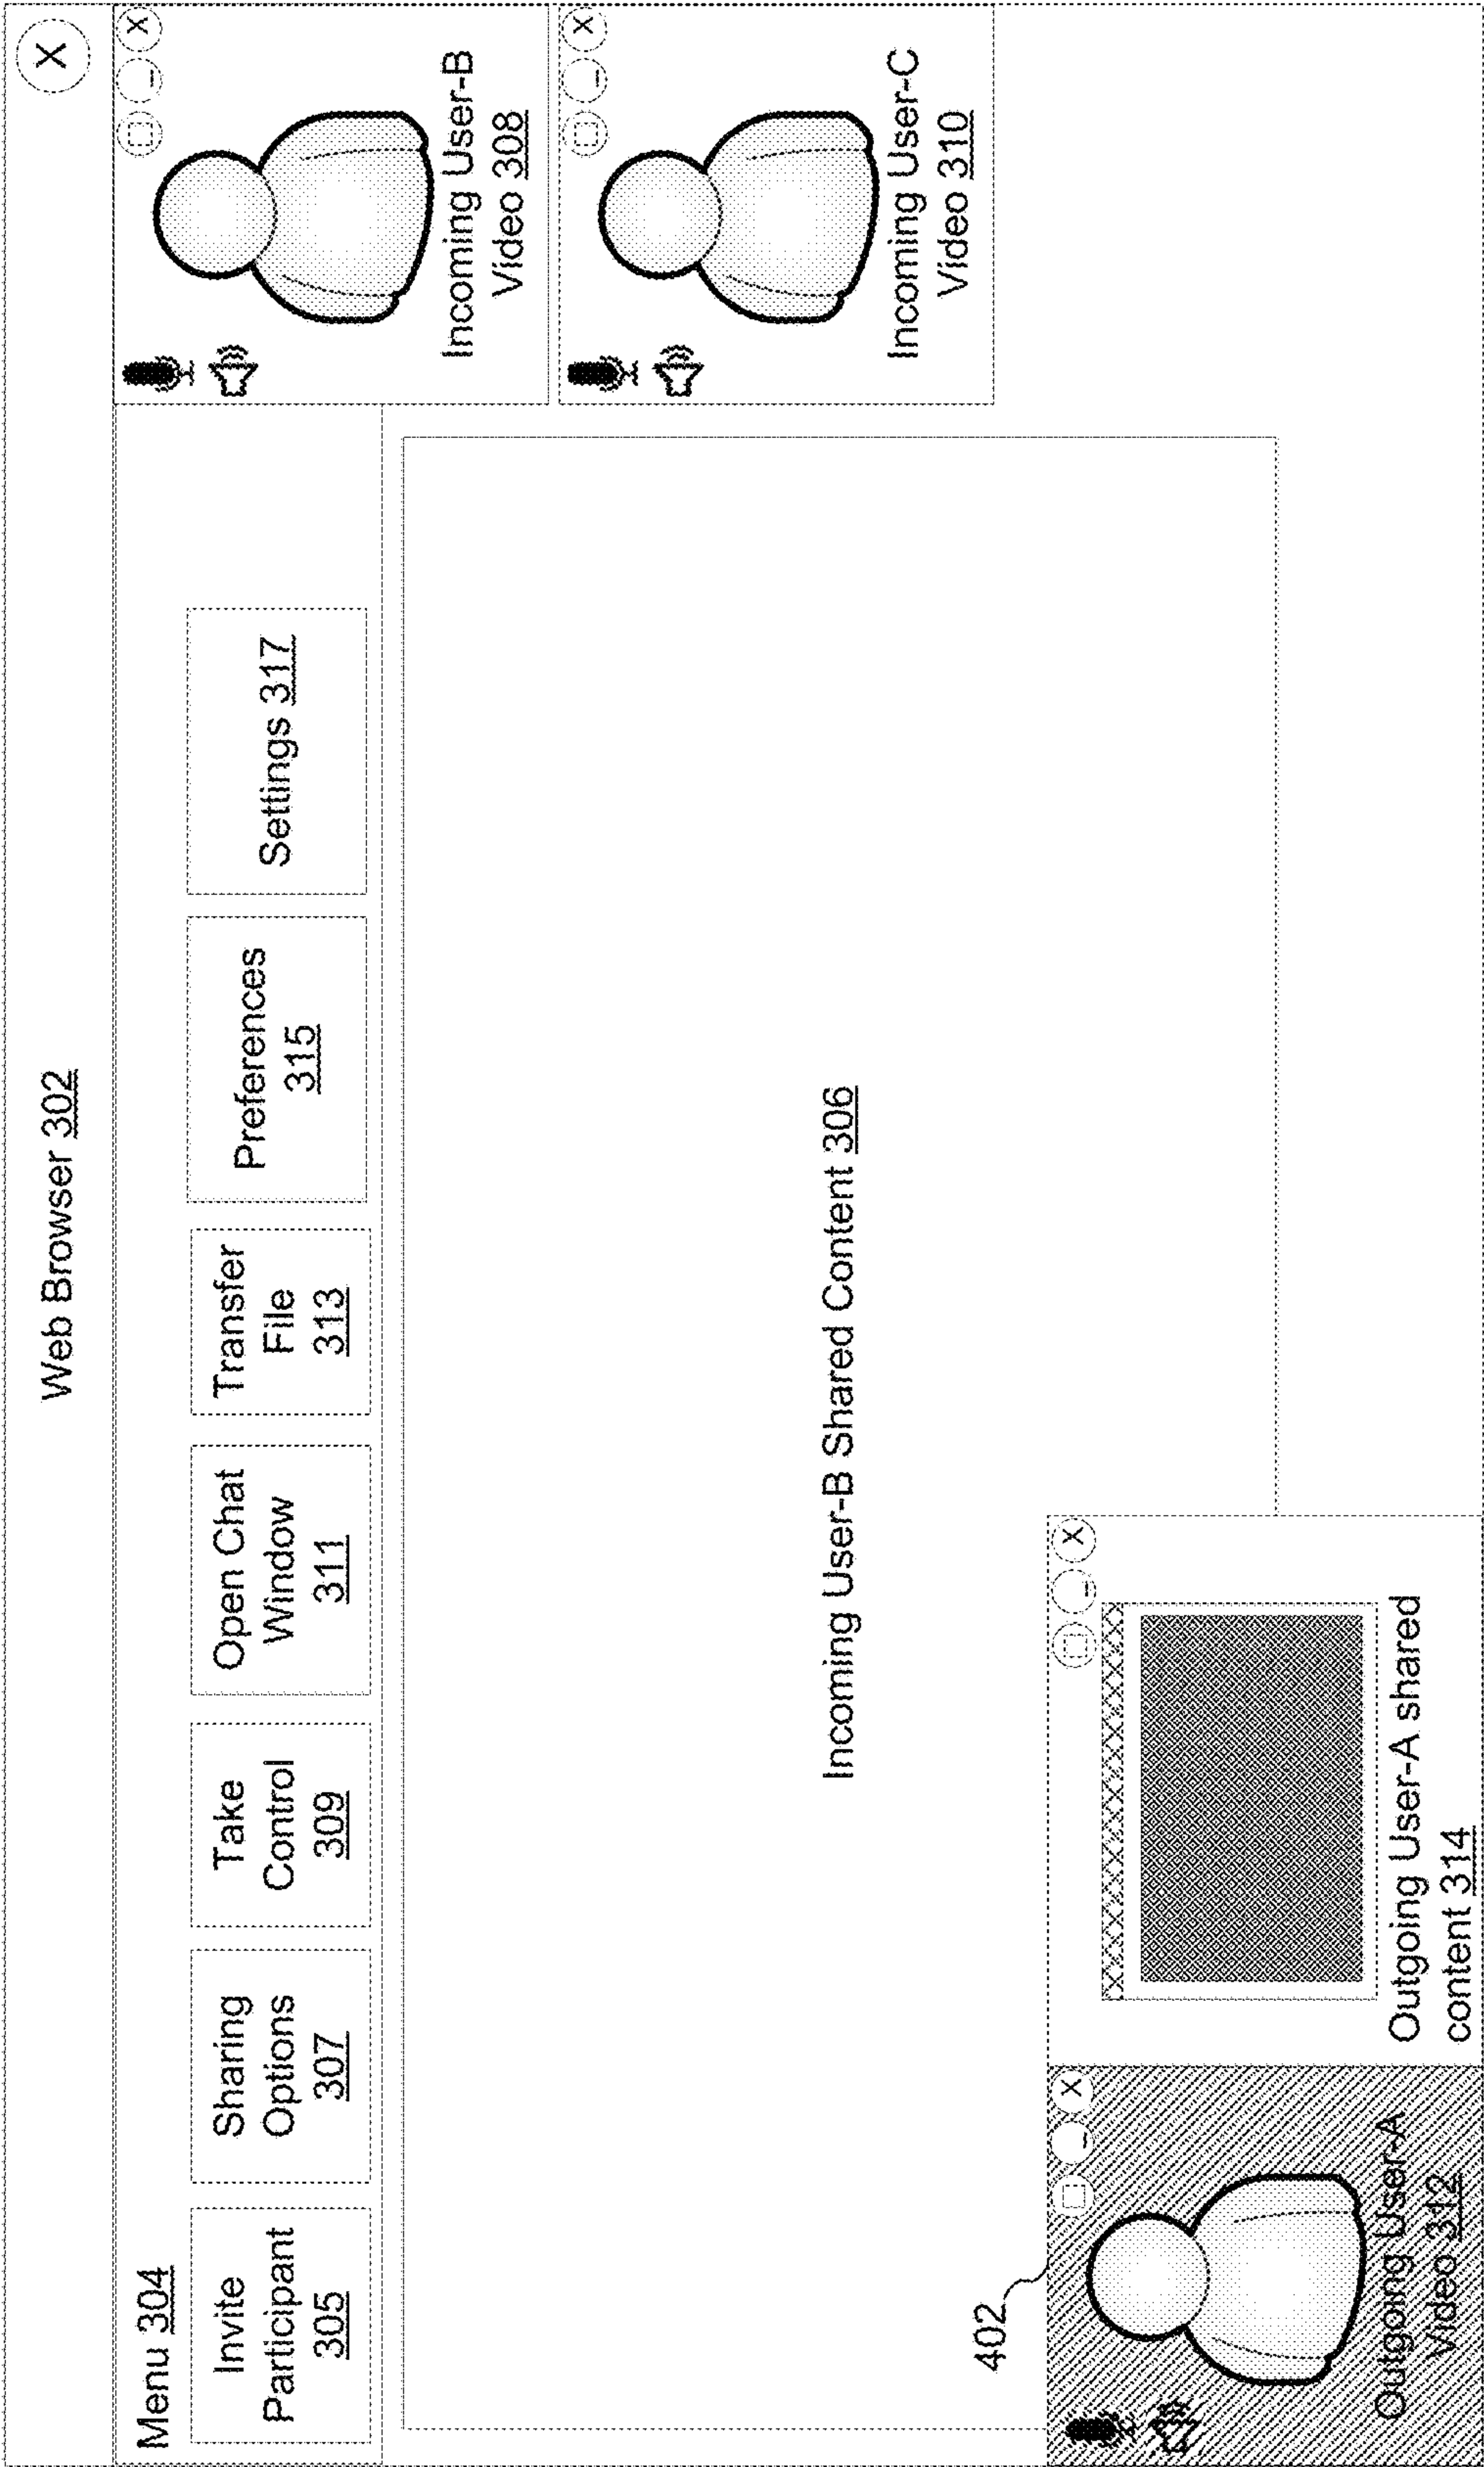 Web Browser 302
X
Menu 304
Invite
Participant
305
Sharing
Options
307
Take
Control
309
Open Chat
Window
311
Transfer
File
313
Preferences
315
Settings 317
X
Incoming User-B
Video 308
X
Incoming User-C
Video 310
Incoming User-B Shared Content 306
402
X
Outgoing User-A
Video 312
X
Outgoing User-A shared
content 314